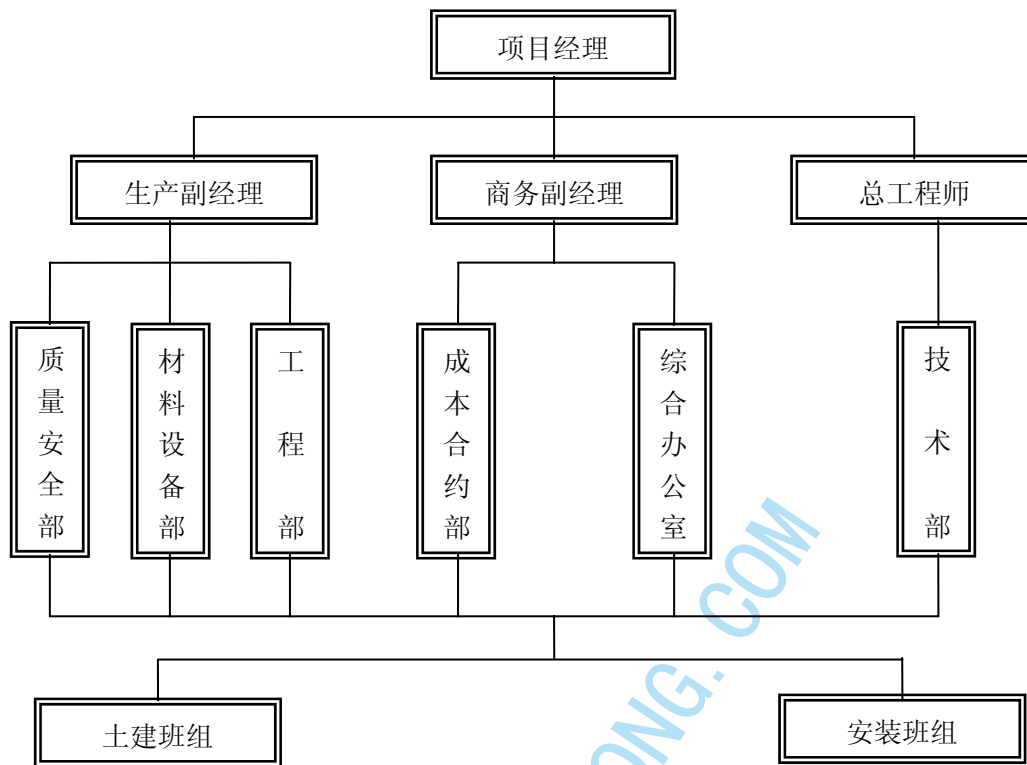 项目经理
生产副经理
商务副经理
总工程师
质量安全部
材料设备部
工程部
成本合约部
综合办公室
技术部
土建班组
安装班组
ONG. COM